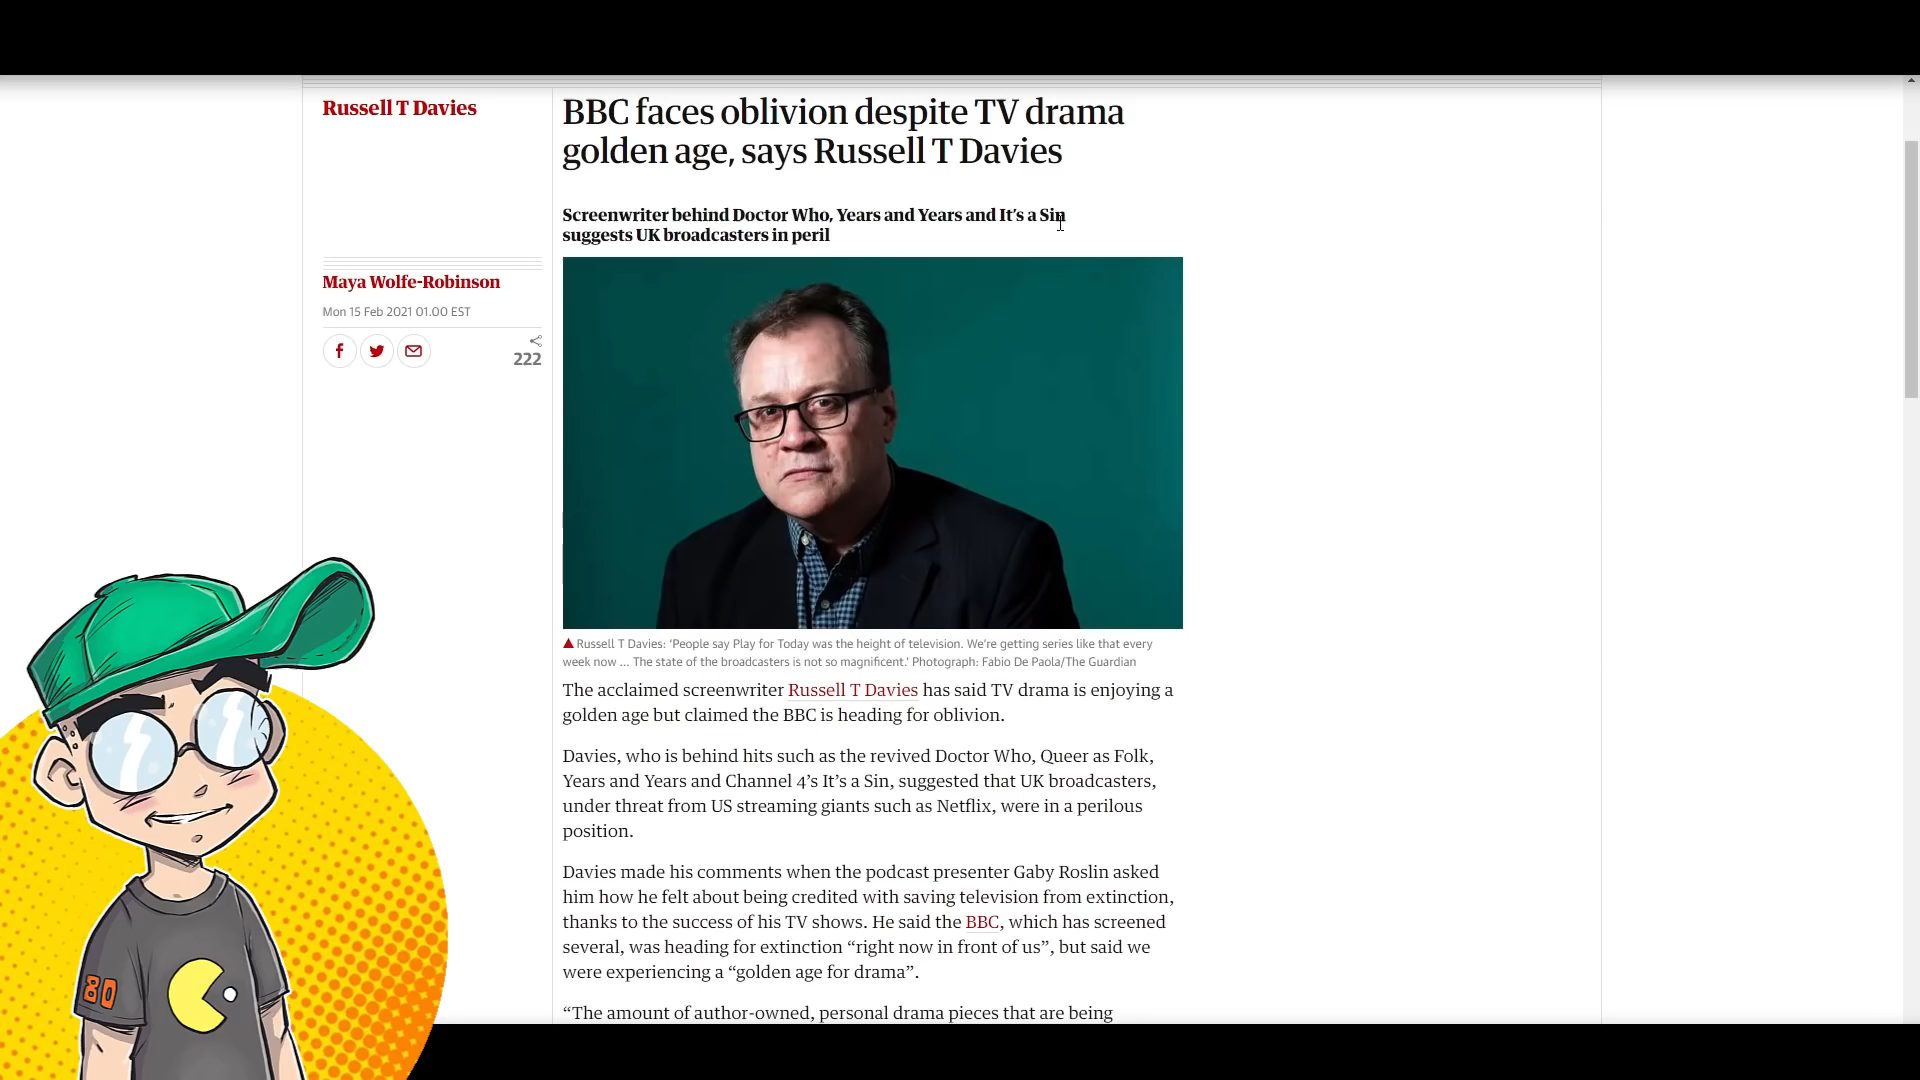 Russell T Davies
BBC faces oblivion despite TV drama
golden age, says Russell T Davies
Screenwriter behind Doctor Who, Years and Years and It's a Sin
suggests UK broadcasters in peril
Maya Wolfe-Robinson
Mon 15 Feb 2021 01.00 EST
222
Russell T Davies: ‘People say Play for Today was the height of television. We're getting series like that every
week now ... The state of the broadcasters is not so magnificent.’ Photograph: Fabio De Paola/The Guardian
The acclaimed screenwriter Russell T Davies has said TV drama is enjoying a
golden age but claimed the BBC is heading for oblivion.
Davies, who is behind hits such as the revived Doctor Who, Queer as Folk,
Years and Years and Channel 4’s It’s a Sin, suggested that UK broadcasters,
under threat from US streaming giants such as Netflix, were in a perilous
position.
Davies made his comments when the podcast presenter Gaby Roslin asked
him how he felt about being credited with saving television from extinction,
thanks to the success of his TV shows. He said the BBC, which has screened
several, was heading for extinction “right now in front of us”, but said we
were experiencing a “golden age for drama”.
“The amount of author-owned, personal drama pieces that are being
80